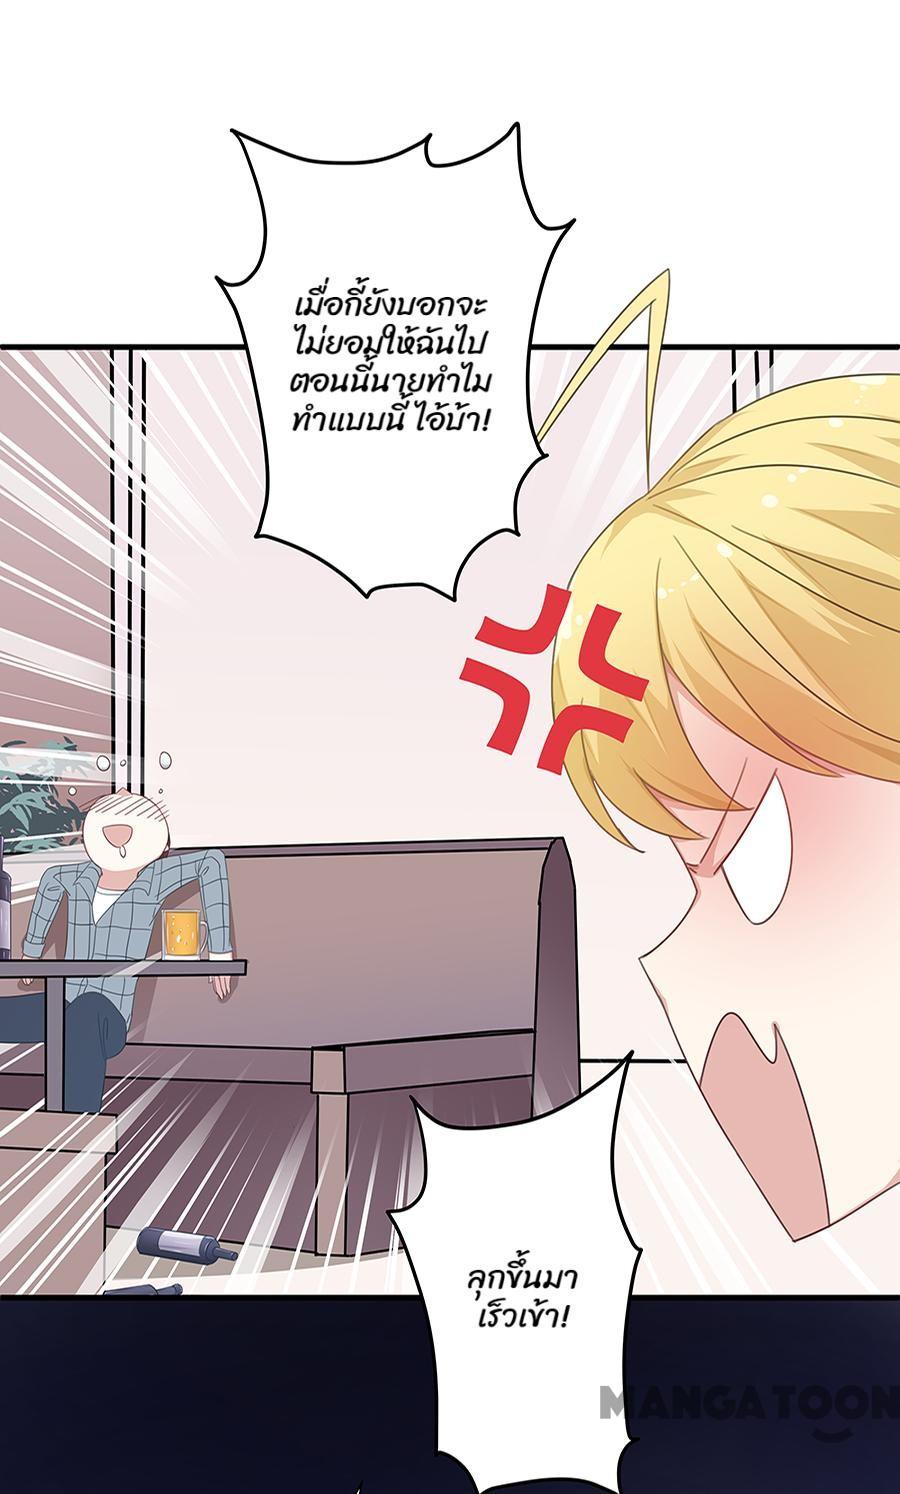 เมื่อกี้ยังบอกจะ
ไม่ยอมให้ฉันไป
ตอนนี้นายทำไม
ทำแบบนี้ ไอ้บ้า!
ลุกขึ้นมา
เร็วเข้า!
MANGATOON